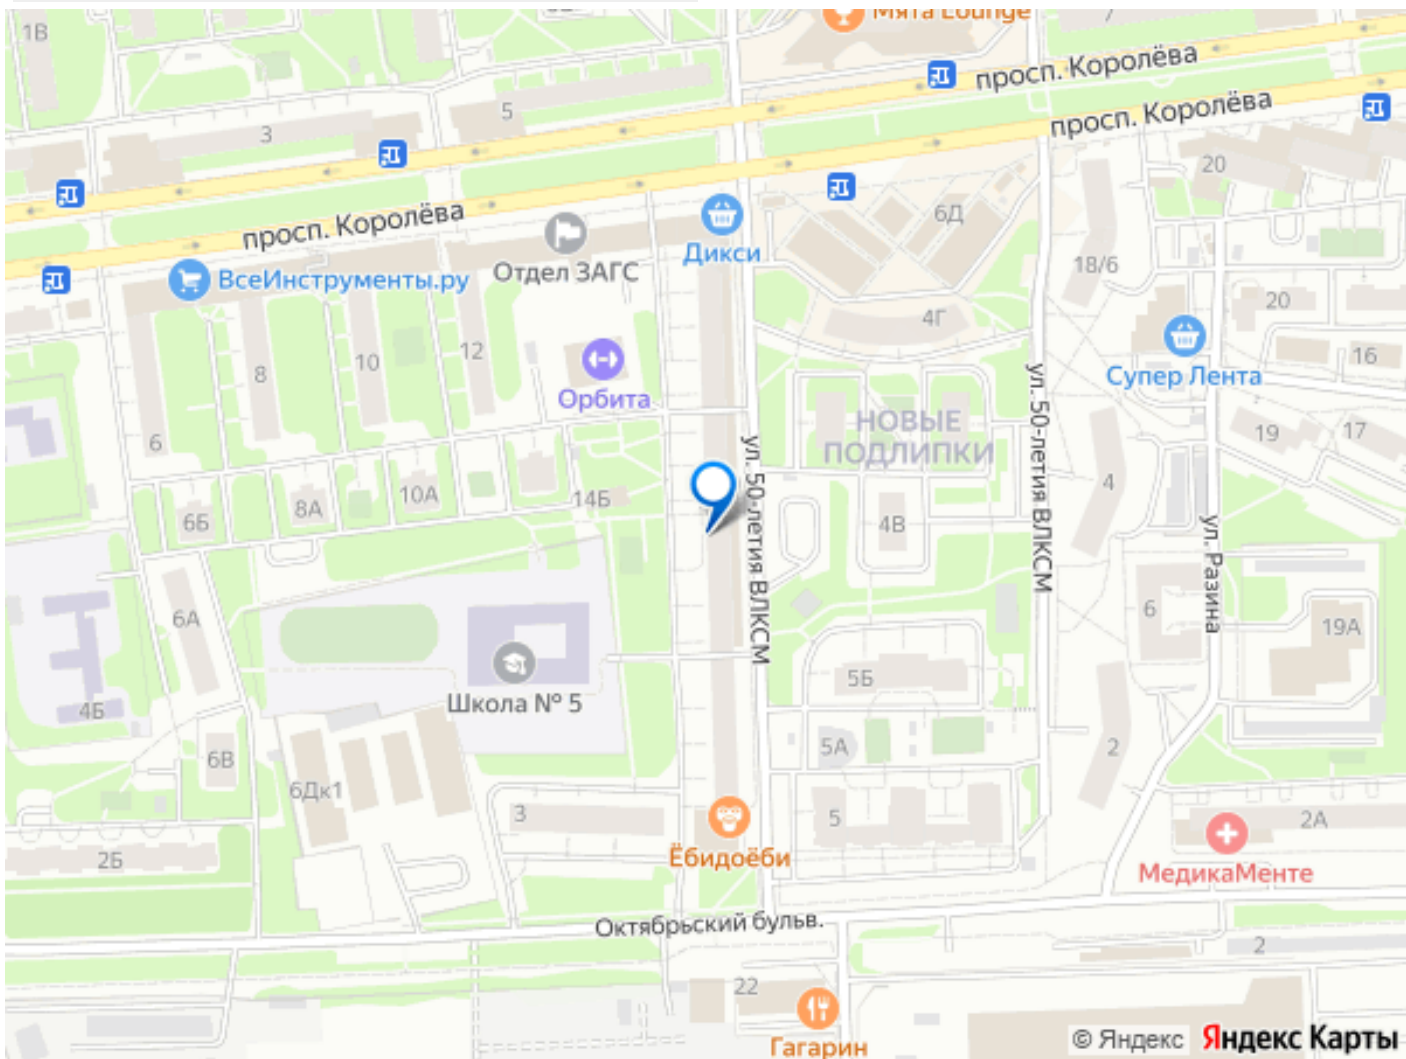 1В
Мята Lounge
7
просп. Королёва
5
3
просп. Королёва
20
просп. Королёва
6Д
Дикси
Отдел ЗАГС
ВсеИнструменты.ру
18/6
20
4Г
12
10
8
Орбита
16
Супер Лента
НОВЫЕ
ПОДЛИПКИ
ул. 50-летия ВЛКСМ
ул. 50-летия ВЛКСМ
19
17
6
4
10А
14Б
8А
6Б
4В
ул. Разина
6А
6
19А
Школа № 5
4Б
5Б
5А
2
6В
6Дк1
3
5
2А
2Б
Ёбидоёби
МедикаМенте
Октябрьский бульв.
2
22
Гагарин
© Яндекс Яндекс Карты